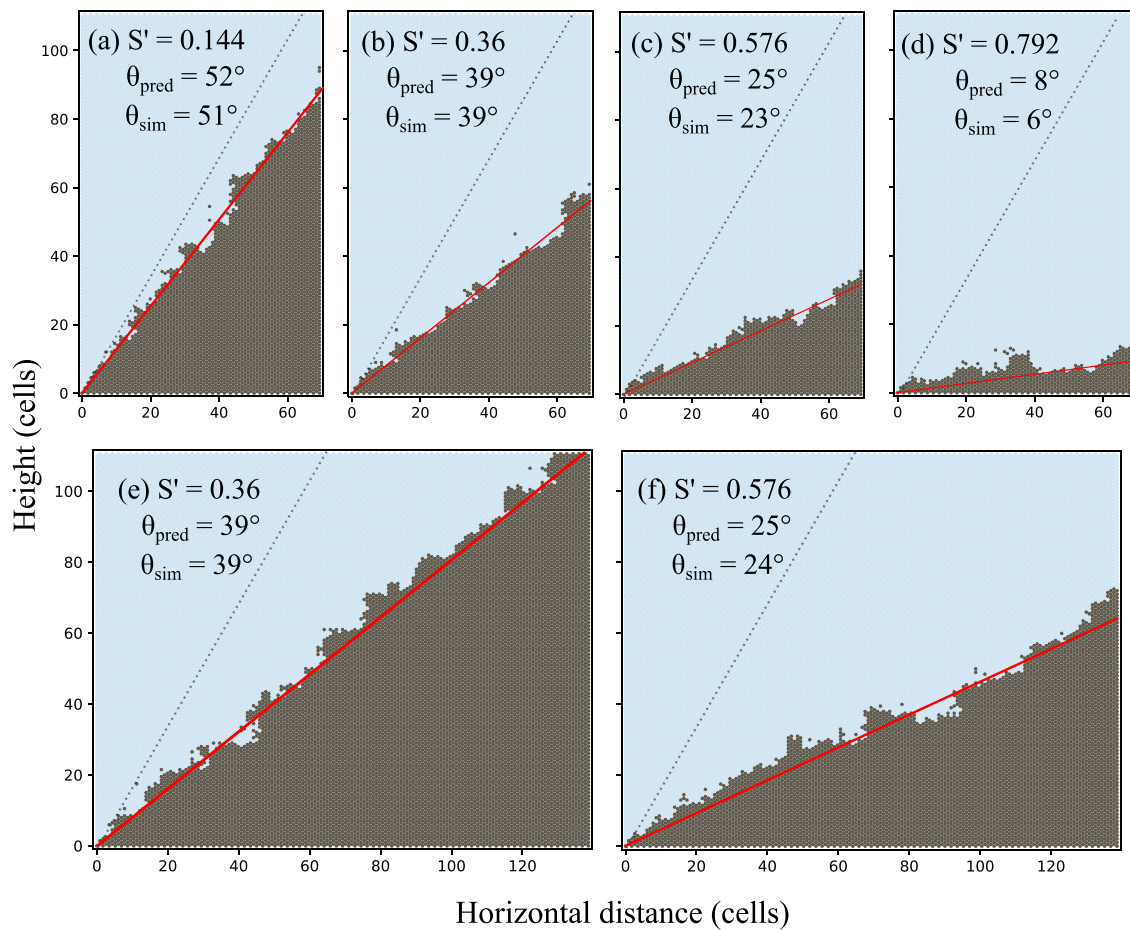 (a) S' = 0.144
θpred = 52°
θsim = 51°
(b) S' = 0.36
θpred = 39°
θsim = 39°
(c) S' = 0.576
θpred = 25°
θsim = 23°
(d) S' = 0.792
θpred = 8°
θsim = 6°
100
80
60
40
20
0
0 20 40 60
0 20 40 60
0 20 40 60
0 20 40 60
Height (cells)
(e) S' = 0.36
θpred = 39°
θsim = 39°
(f) S' = 0.576
θpred = 25°
θsim = 24°
100
80
60
40
20
0
0 20 40 60 80 100 120
0 20 40 60 80 100 120
Horizontal distance (cells)